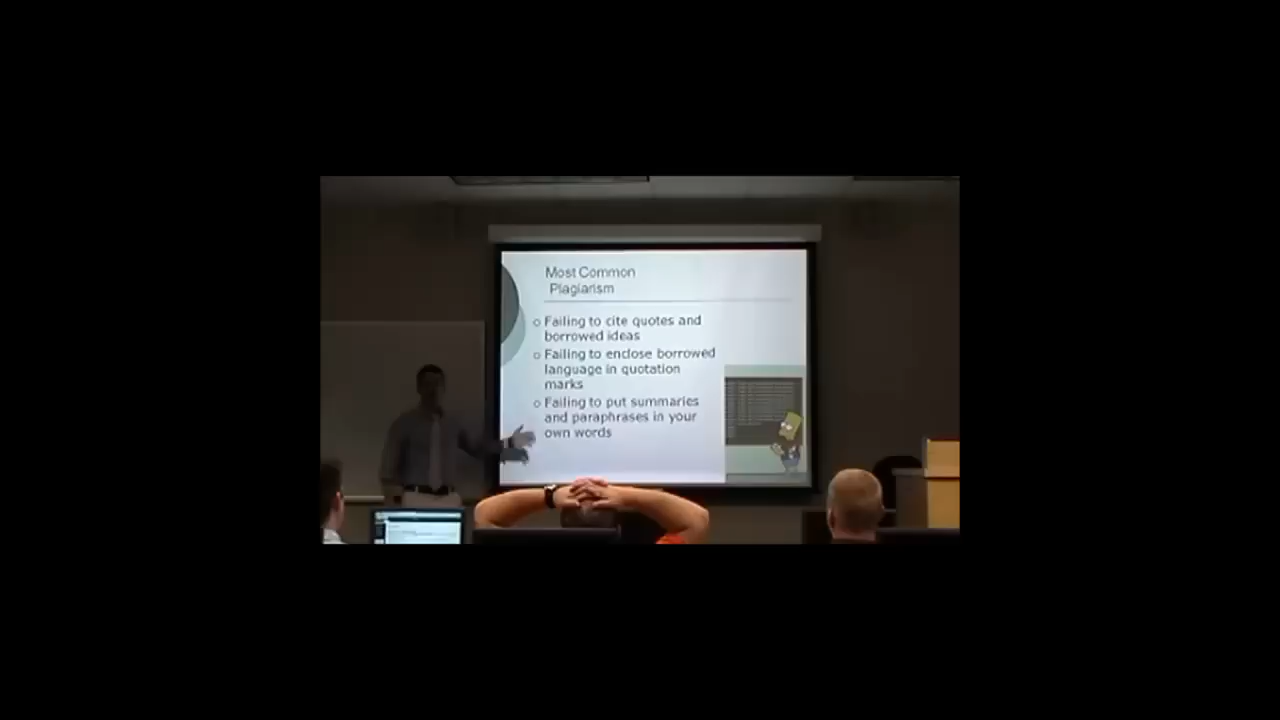 Most Common
Plagiarism
Failing to cite quotes and
borrowed ideas
Failing to enclose borrowed
language in quotation
marks
Failing to put summaries
and paraphrases in your
own words